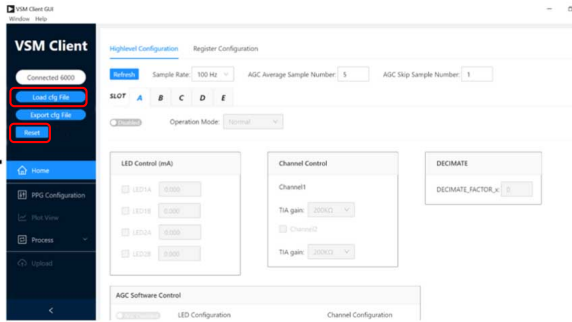 VSM Client GUI
Window Help
VSM Client
Connected 6000
Load cfg File
Export cfg File
Reset
Home
PPG Configuration
Plot View
Process
Upload
Highlevel Configuration Register Configuration
Refresh Sample Rate: 100 Hz AGC Average Sample Number: 5 AGC Skip Sample Number: 1
SLOT A B C D E
Disabled Operation Mode: Normal
LED Control (mA)
LED1A 0.000
LED1B 0.000
LED2A 0.000
LED2B 0.000
Channel Control
Channel1
TIA gain: 200KΩ
Channel2
TIA gain: 200KΩ
DECIMATE
DECIMATE_FACTOR_x: 0
AGC Software Control
LED Configuration Channel Configuration